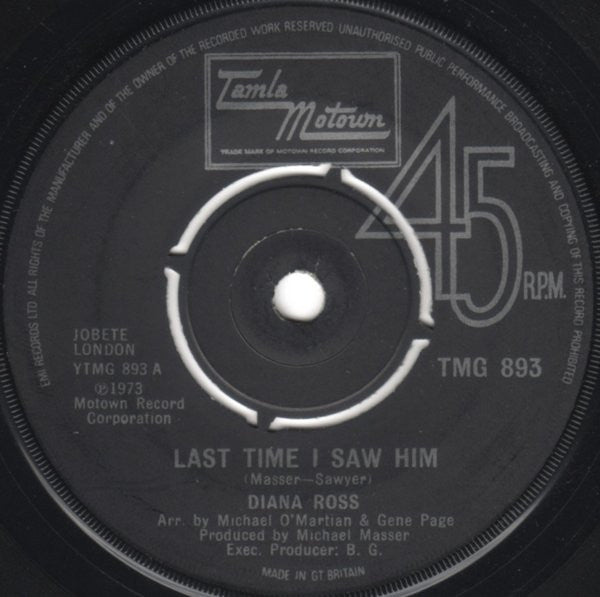 EMI RECORDS LTD ALL RIGHTS OF THE MANUFACTURER AND OF THE OWNER OF THE RECORDED WORK RESERVED UNAUTHORISED PUBLIC PERFORMANCE BROADCASTING AND COPYING OF THIS RECORD PROHIBITED
Tamla
Motown
TRADE MARK OF MOTOWN RECORD CORPORATION
45
R.P.M.
JOBETE
LONDON
YTMG 893 A
℗1973
Motown Record
Corporation
TMG 893
LAST TIME I SAW HIM
(Masser—Sawyer)
DIANA ROSS
Arr. by Michael O'Martian & Gene Page
Produced by Michael Masser
Exec. Producer: B. G.
MADE IN GT BRITAIN